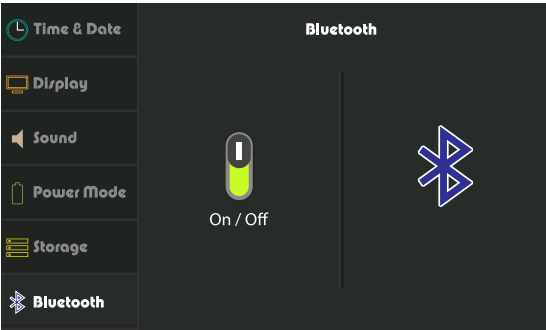 Time & Date
Display
Sound
Power Mode
Storage
Bluetooth
Bluetooth
On / Off